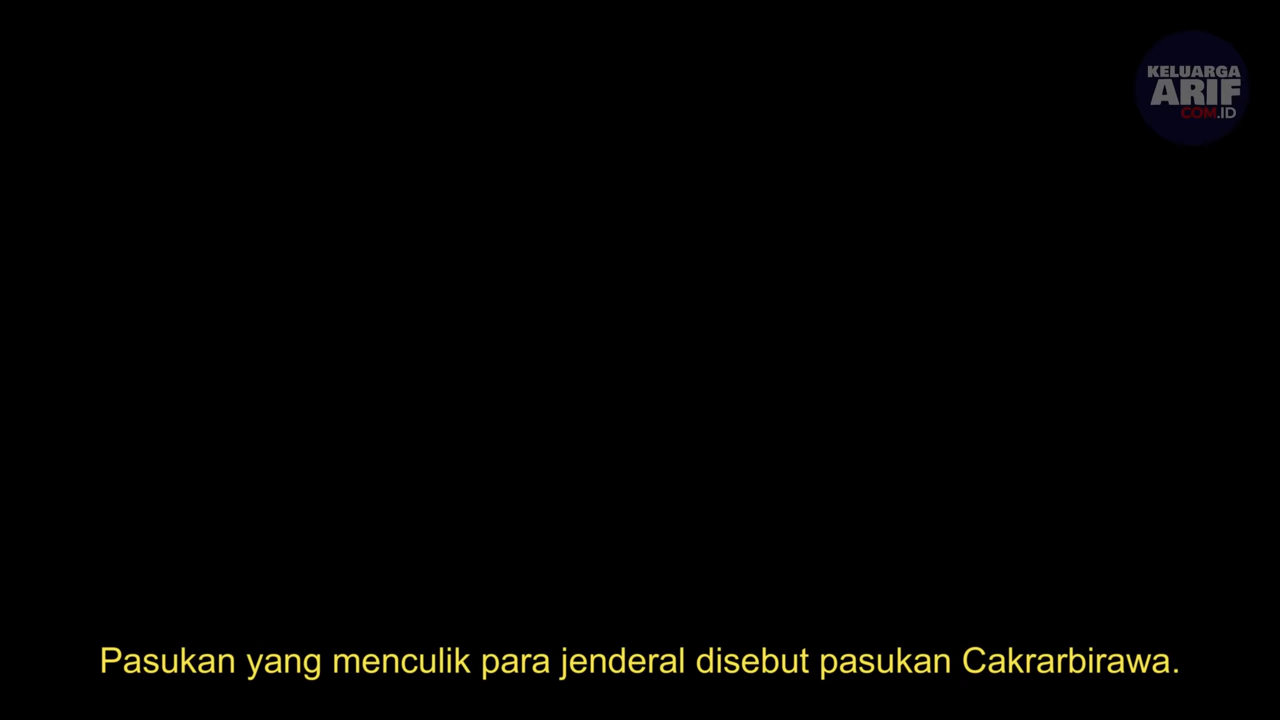 KELUARGA
ARIF
COM.ID
Pasukan yang menculik para jenderal disebut pasukan Cakrarbirawa.